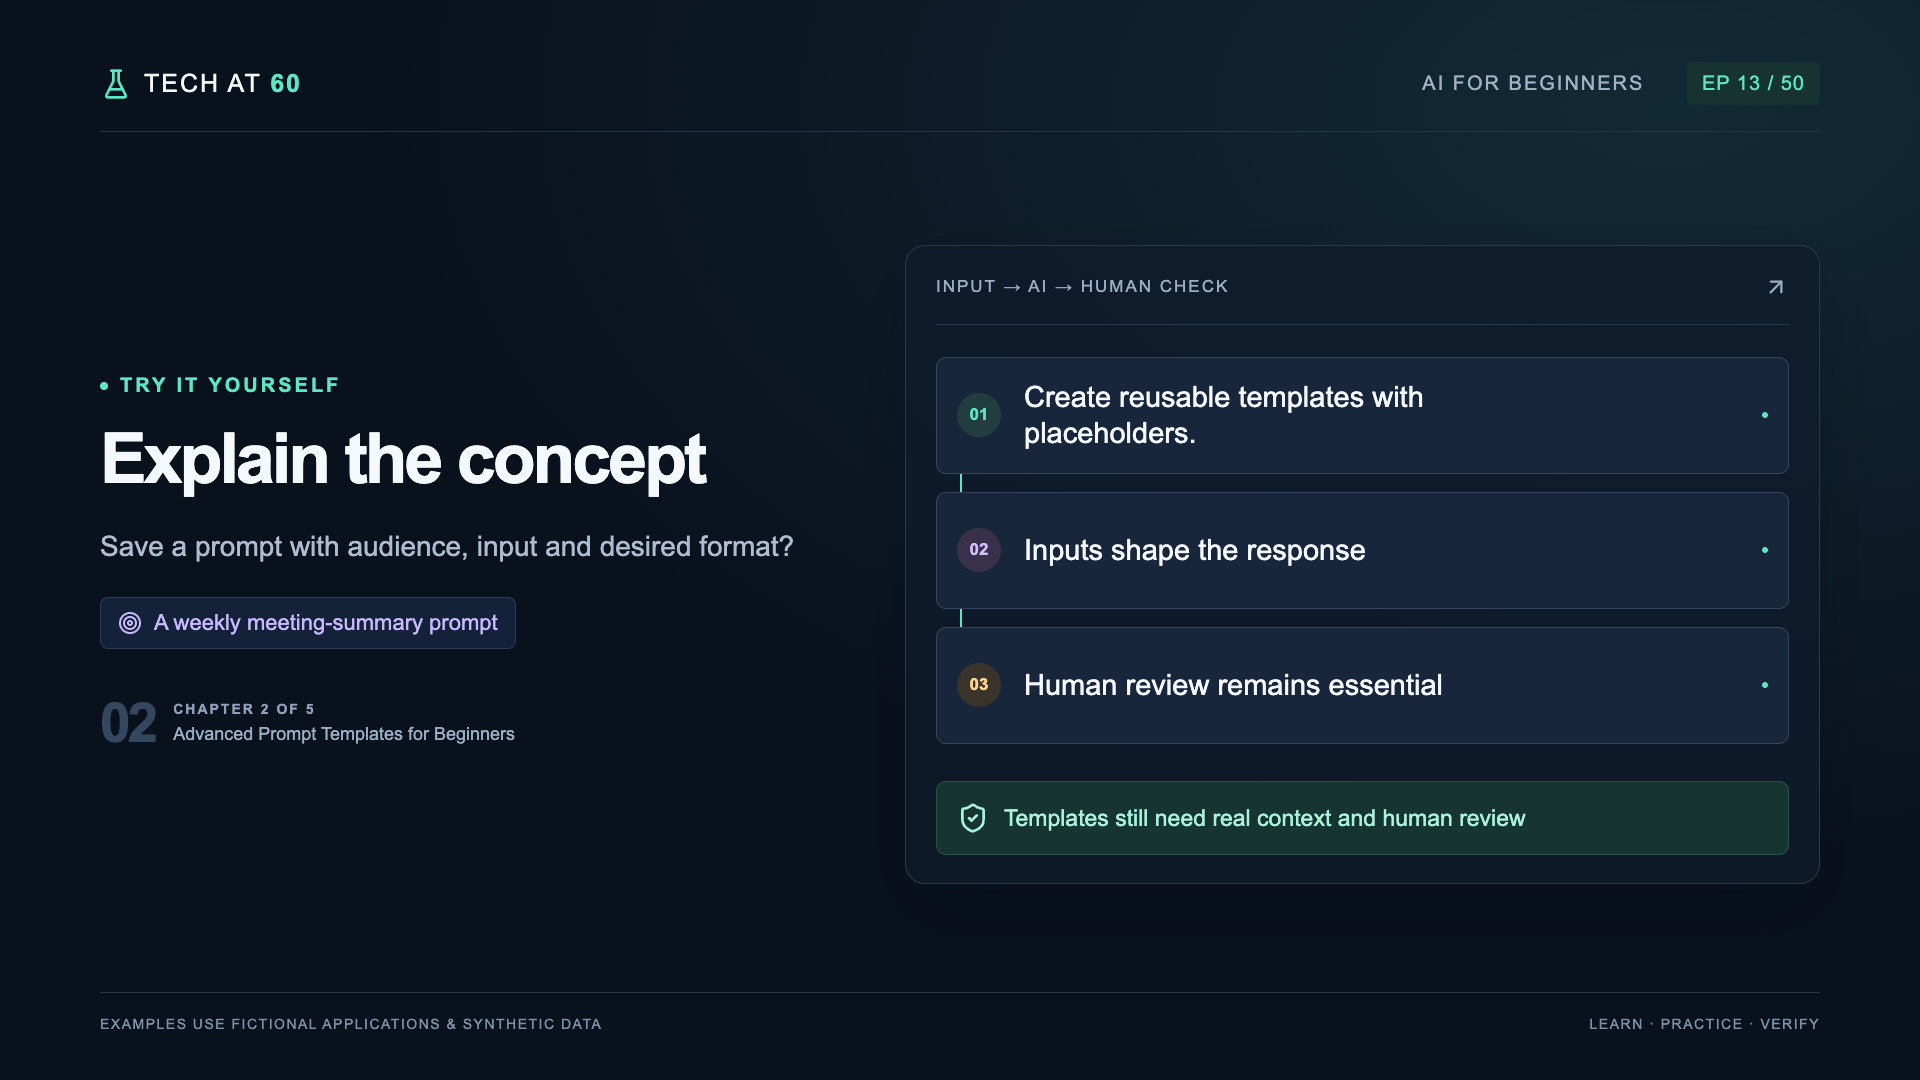 TECH AT 60
AI FOR BEGINNERS
EP 13 / 50
TRY IT YOURSELF
Explain the concept
Save a prompt with audience, input and desired format?
A weekly meeting-summary prompt
02
CHAPTER 2 OF 5
Advanced Prompt Templates for Beginners
INPUT → AI → HUMAN CHECK
01
Create reusable templates with
placeholders.
02
Inputs shape the response
03
Human review remains essential
Templates still need real context and human review
EXAMPLES USE FICTIONAL APPLICATIONS & SYNTHETIC DATA
LEARN · PRACTICE · VERIFY